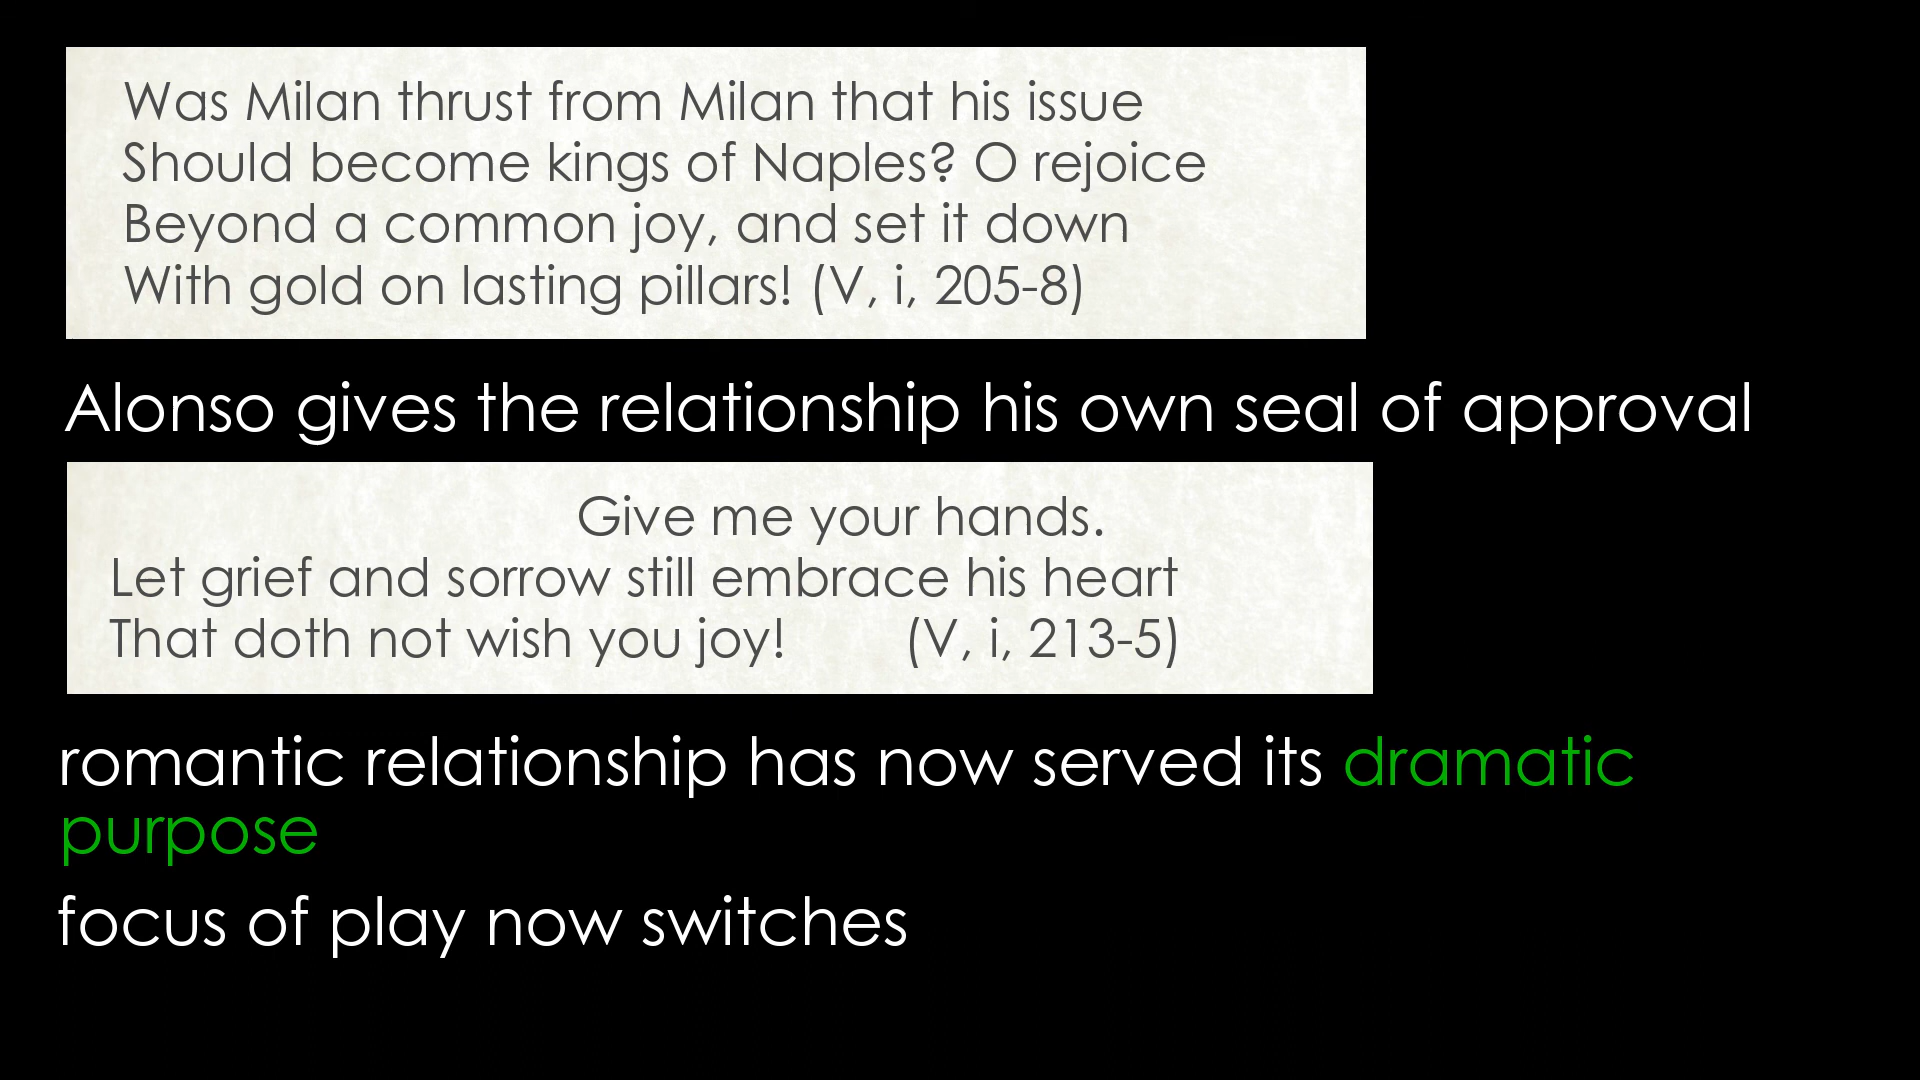 Was Milan thrust from Milan that his issue
Should become kings of Naples? O rejoice
Beyond a common joy, and set it down
With gold on lasting pillars! (V, i, 205-8)
Alonso gives the relationship his own seal of approval
Give me your hands.
Let grief and sorrow still embrace his heart
That doth not wish you joy! (V, i, 213-5)
romantic relationship has now served its dramatic
purpose
focus of play now switches